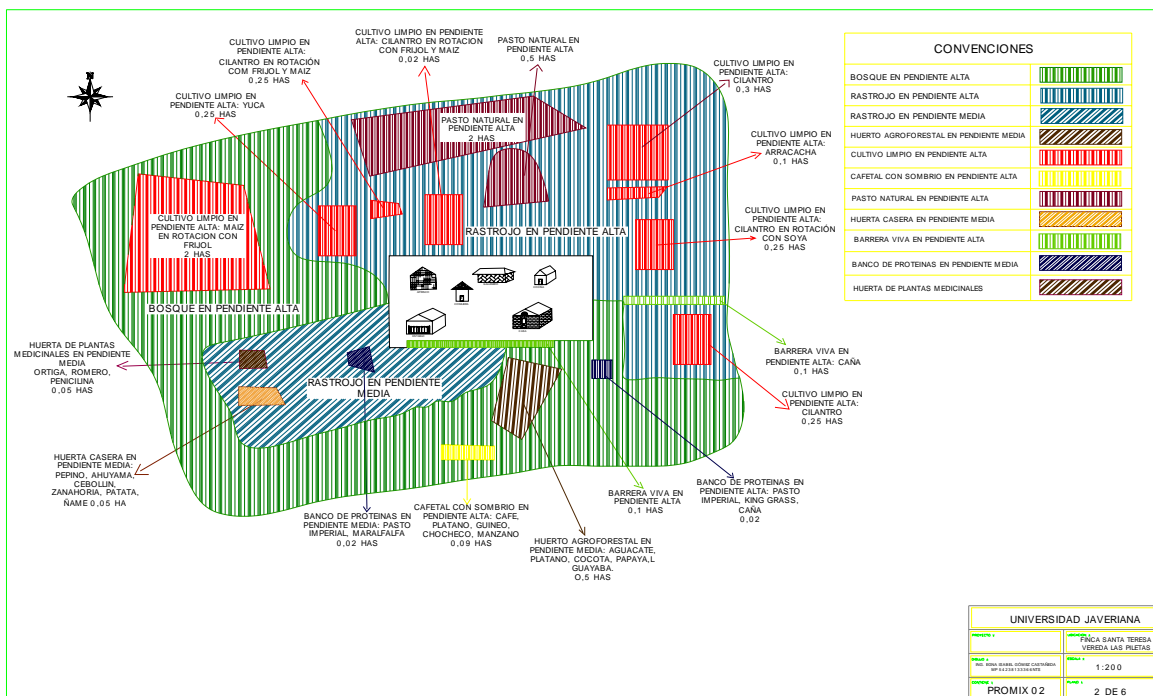 N
CULTIVO LIMPIO EN
PENDIENTE ALTA:
CILANTRO EN ROTACIÓN
COM FRIJOL Y MAIZ
0,25 HAS
CULTIVO LIMPIO EN PENDIENTE
ALTA: CILANTRO EN ROTACION
CON FRIJOL Y MAIZ
0,02 HAS
PASTO NATURAL EN
PENDIENTE ALTA
0,5 HAS
CULTIVO LIMPIO EN
PENDIENTE ALTA:
CILANTRO
0,3 HAS
CULTIVO LIMPIO EN
PENDIENTE ALTA: YUCA
0,25 HAS
PASTO NATURAL EN
PENDIENTE ALTA
2 HAS
CULTIVO LIMPIO EN
PENDIENTE ALTA:
ARRACACHA
0,1 HAS
CULTIVO LIMPIO EN
PENDIENTE ALTA: MAIZ
EN ROTACION CON
FRIJOL
2 HAS
RASTROJO EN PENDIENTE ALTA
CULTIVO LIMPIO EN
PENDIENTE ALTA:
CILANTRO EN ROTACIÓN
CON SOYA
0,25 HAS
BOSQUE EN PENDIENTE ALTA
HUERTA DE PLANTAS
MEDICINALES EN PENDIENTE
MEDIA
ORTIGA, ROMERO,
PENICILINA
0,05 HAS
RASTROJO EN PENDIENTE
MEDIA
BARRERA VIVA EN
PENDIENTE ALTA: CAÑA
0,1 HAS
CULTIVO LIMPIO EN
PENDIENTE ALTA:
CILANTRO
0,25 HAS
HUERTA CASERA EN
PENDIENTE MEDIA:
PEPINO, AHUYAMA,
CEBOLLIN,
ZANAHORIA, PATATA,
ÑAME 0,05 HA
BANCO DE PROTEINAS EN
PENDIENTE MEDIA: PASTO
IMPERIAL, MARALFALFA
0,02 HAS
CAFETAL CON SOMBRIO EN
PENDIENTE ALTA: CAFE,
PLATANO, GUINEO,
CHOCHECO, MANZANO
0,09 HAS
HUERTO AGROFORESTAL EN
PENDIENTE MEDIA: AGUACATE,
PLATANO, COCOTA, PAPAYA,L
GUAYABA.
O,5 HAS
BARRERA VIVA EN
PENDIENTE ALTA
0,1 HAS
BANCO DE PROTEINAS EN
PENDIENTE ALTA: PASTO
IMPERIAL, KING GRASS,
CAÑA
0,02
CONVENCIONES
BOSQUE EN PENDIENTE ALTA
RASTROJO EN PENDIENTE ALTA
RASTROJO EN PENDIENTE MEDIA
HUERTO AGROFORESTAL EN PENDIENTE MEDIA
CULTIVO LIMPIO EN PENDIENTE ALTA
CAFETAL CON SOMBRIO EN PENDIENTE ALTA
PASTO NATURAL EN PENDIENTE ALTA
HUERTA CASERA EN PENDIENTE MEDIA
BARRERA VIVA EN PENDIENTE ALTA
BANCO DE PROTEINAS EN PENDIENTE MEDIA
HUERTA DE PLANTAS MEDICINALES
UNIVERSIDAD JAVERIANA
FINCA SANTA TERESA
VEREDA LAS PILETAS
1:200
PROMIX 02
2 DE 6